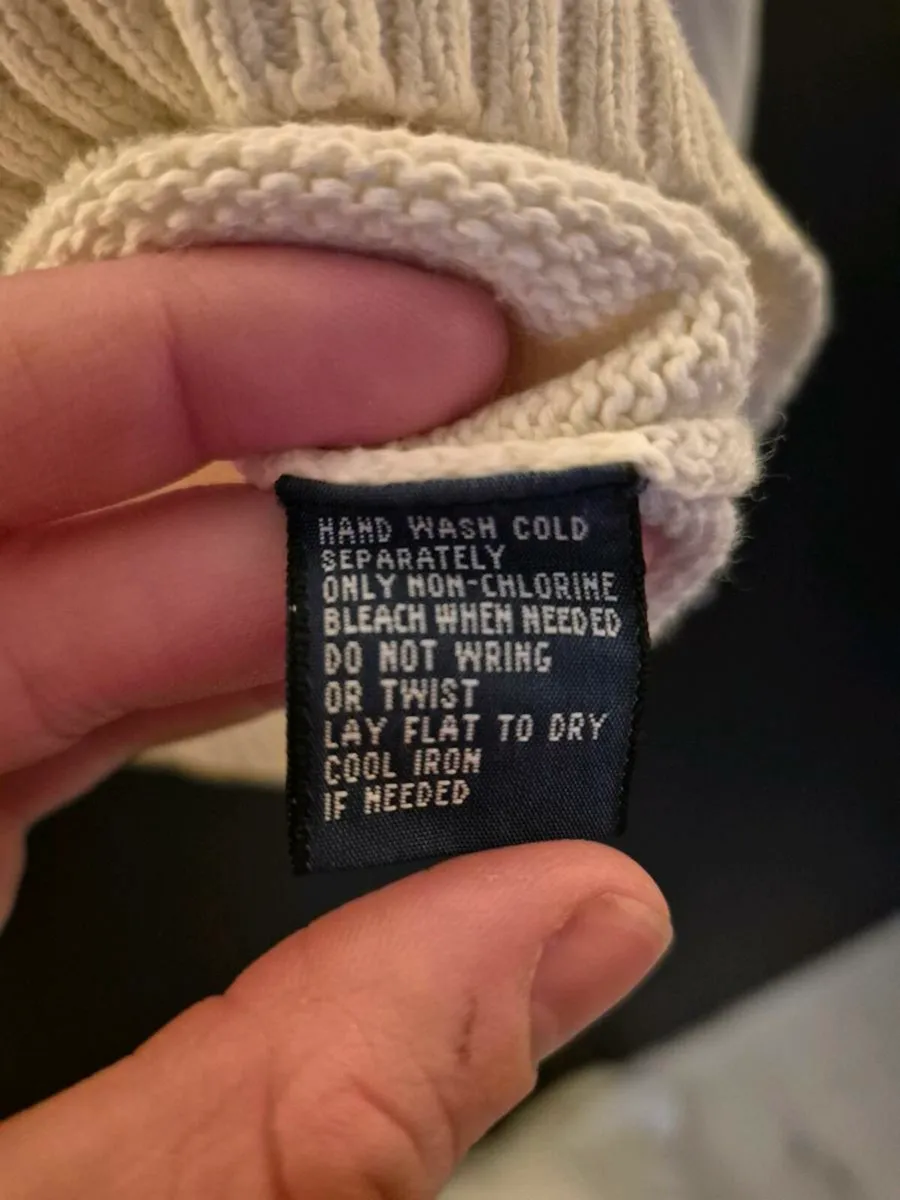 HAND WASH COLD
SEPARATELY
ONLY NON-CHLORINE
BLEACH WHEN NEEDED
DO NOT WRING
OR TWIST
LAY FLAT TO DRY
COOL IRON
IF NEEDED